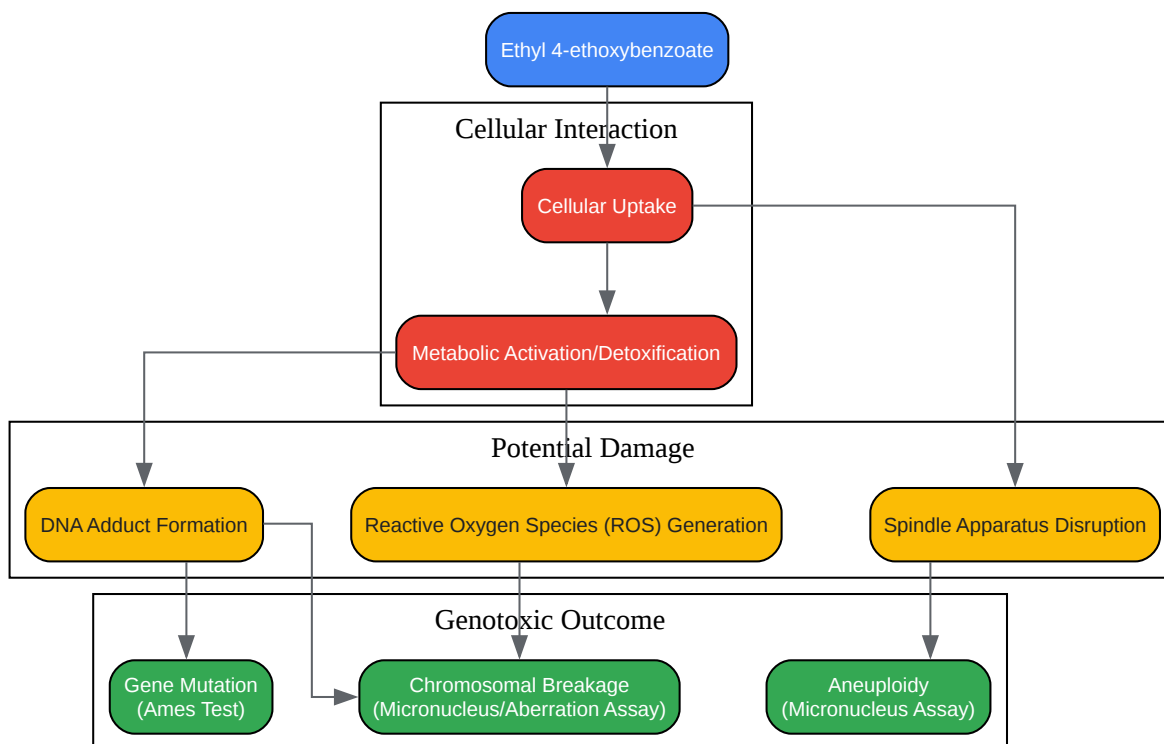 Ethyl 4-ethoxybenzoate
Cellular Interaction
Cellular Uptake
Metabolic Activation/Detoxification
Potential Damage
DNA Adduct Formation
Reactive Oxygen Species (ROS) Generation
Spindle Apparatus Disruption
Genotoxic Outcome
Gene Mutation
(Ames Test)
Chromosomal Breakage
(Micronucleus/Aberration Assay)
Aneuploidy
(Micronucleus Assay)